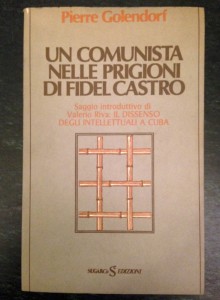 Pierre Golendorf
UN COMUNISTA
NELLE PRIGIONI
DI FIDEL CASTRO
Saggio introduttivo di
Valerio Riva: IL DISSENSO
DEGLI INTELLETTUALI A CUBA
SUGARCO EDIZIONI